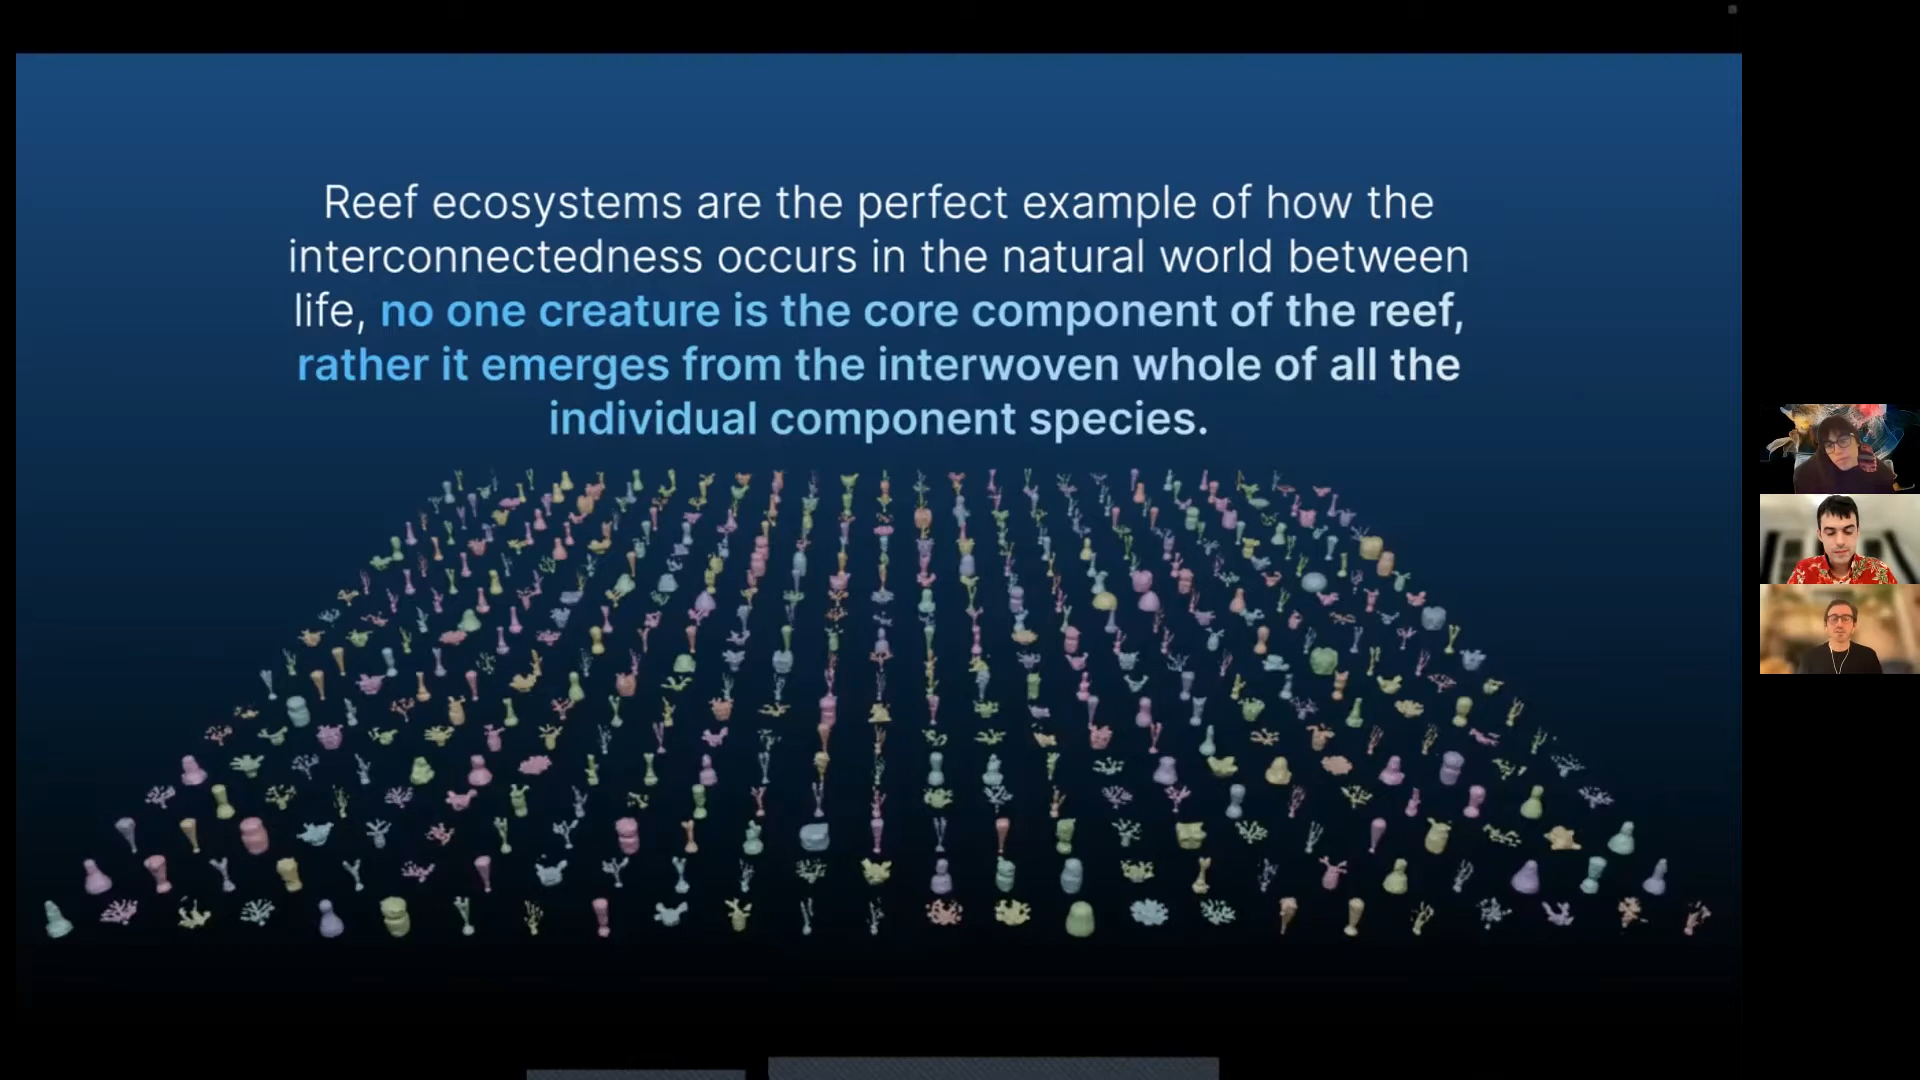 Reef ecosystems are the perfect example of how the
interconnectedness occurs in the natural world between
life, no one creature is the core component of the reef,
rather it emerges from the interwoven whole of all the
individual component species.